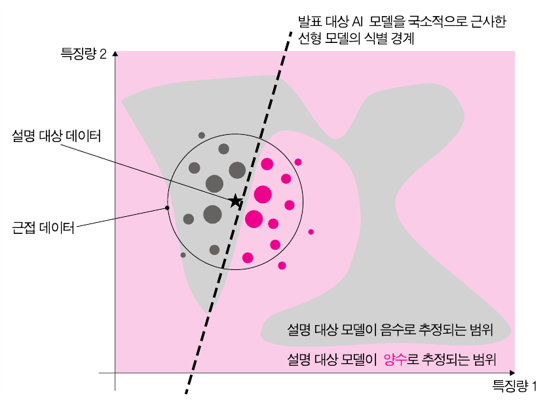 발표 대상 AI 모델을 국소적으로 근사한
선형 모델의 식별 경계
특징량 2
설명 대상 데이터
근접 데이터
설명 대상 모델이 음수로 추정되는 범위
설명 대상 모델이 양수로 추정되는 범위
특징량 1